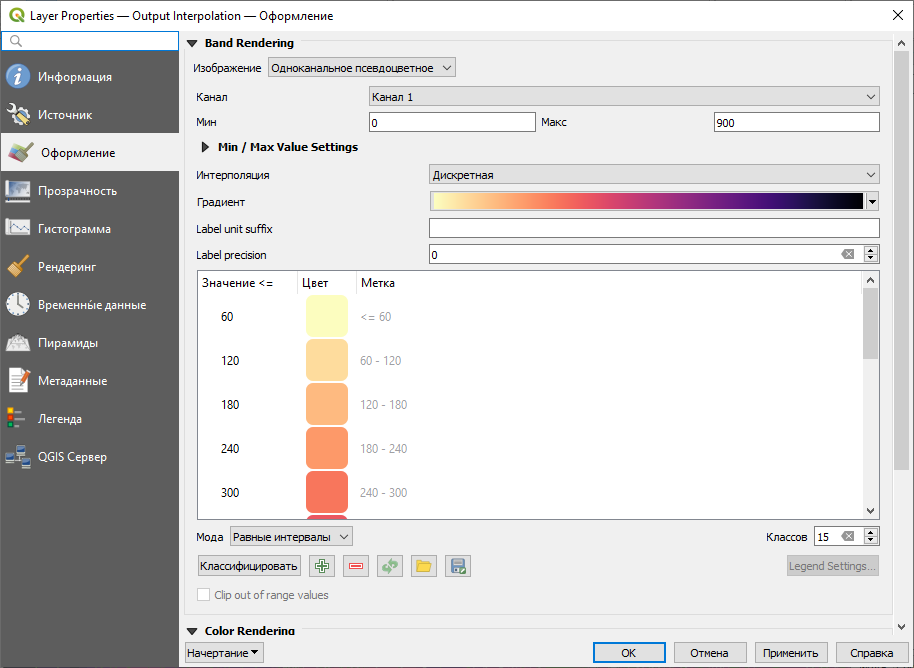 Layer Properties — Output Interpolation — Оформление
Информация
Источник
Оформление
Прозрачность
Гистограмма
Рендеринг
Временные данные
Пирамиды
Метаданные
Легенда
QGIS Сервер
Band Rendering
Изображение Одноканальное псевдоцветное
Канал Канал 1
Мин 0 Макс 900
Min / Max Value Settings
Интерполяция Дискретная
Градиент
Label unit suffix
Label precision 0
Значение <= Цвет Метка
60 <= 60
120 60 - 120
180 120 - 180
240 180 - 240
300 240 - 300
Мода Равные интервалы Классов 15
Классифицировать Legend Settings...
Clip out of range values
Color Rendering
Начертание OK Отмена Применить Справка